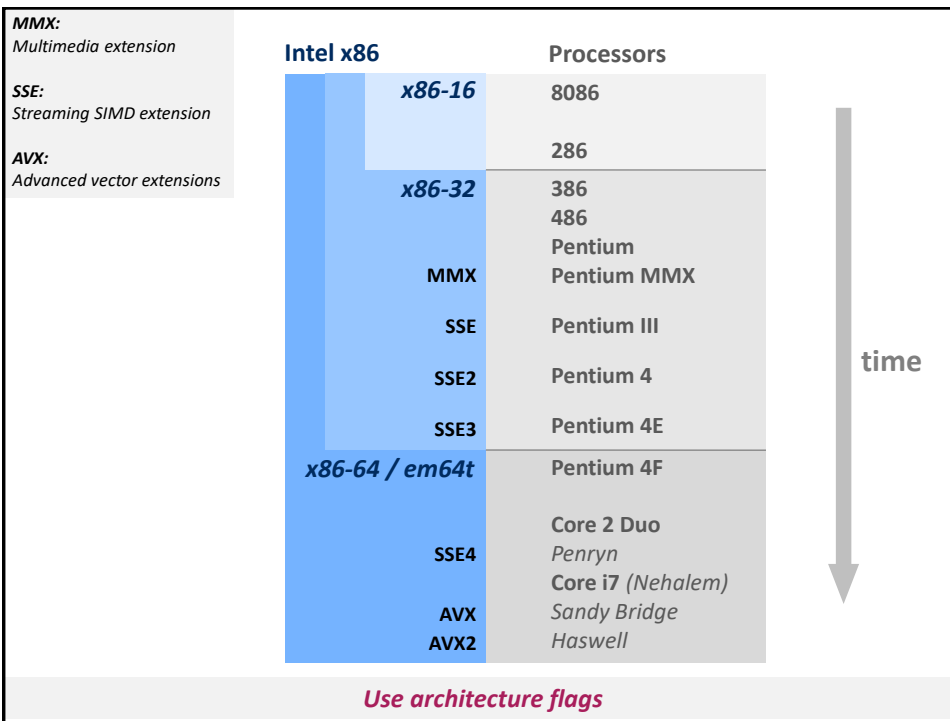 MMX:
Multimedia extension
SSE:
Streaming SIMD extension
AVX:
Advanced vector extensions
Intel x86
Processors
x86-16
8086
286
x86-32
386
486
Pentium
MMX
Pentium MMX
SSE
Pentium III
SSE2
Pentium 4
SSE3
Pentium 4E
x86-64 / em64t
Pentium 4F
Core 2 Duo
SSE4
Penryn
Core i7 (Nehalem)
AVX
Sandy Bridge
AVX2
Haswell
time
Use architecture flags